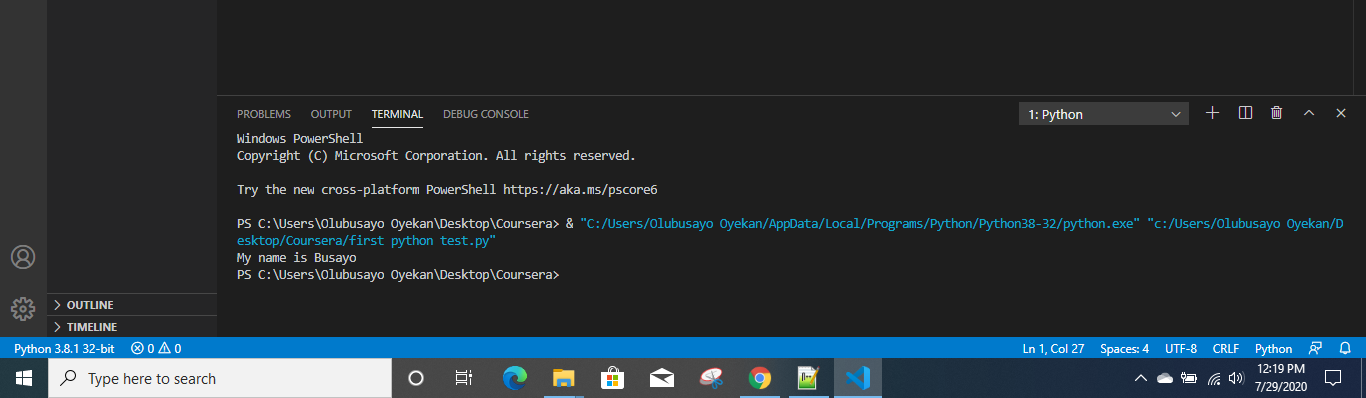 PROBLEMS OUTPUT TERMINAL DEBUG CONSOLE 1: Python
Windows PowerShell
Copyright (C) Microsoft Corporation. All rights reserved.
Try the new cross-platform PowerShell https://aka.ms/pscore6
PS C:\Users\Olubusayo Oyekan\Desktop\Coursera> & "C:/Users/Olubusayo Oyekan/AppData/Local/Programs/Python/Python38-32/python.exe" "c:/Users/Olubusayo Oyekan/D
esktop/Coursera/first python test.py"
My name is Busayo
PS C:\Users\Olubusayo Oyekan\Desktop\Coursera>
OUTLINE
TIMELINE
Python 3.8.1 32-bit 0 0 Ln 1, Col 27 Spaces: 4 UTF-8 CRLF Python
Type here to search
12:19 PM
7/29/2020